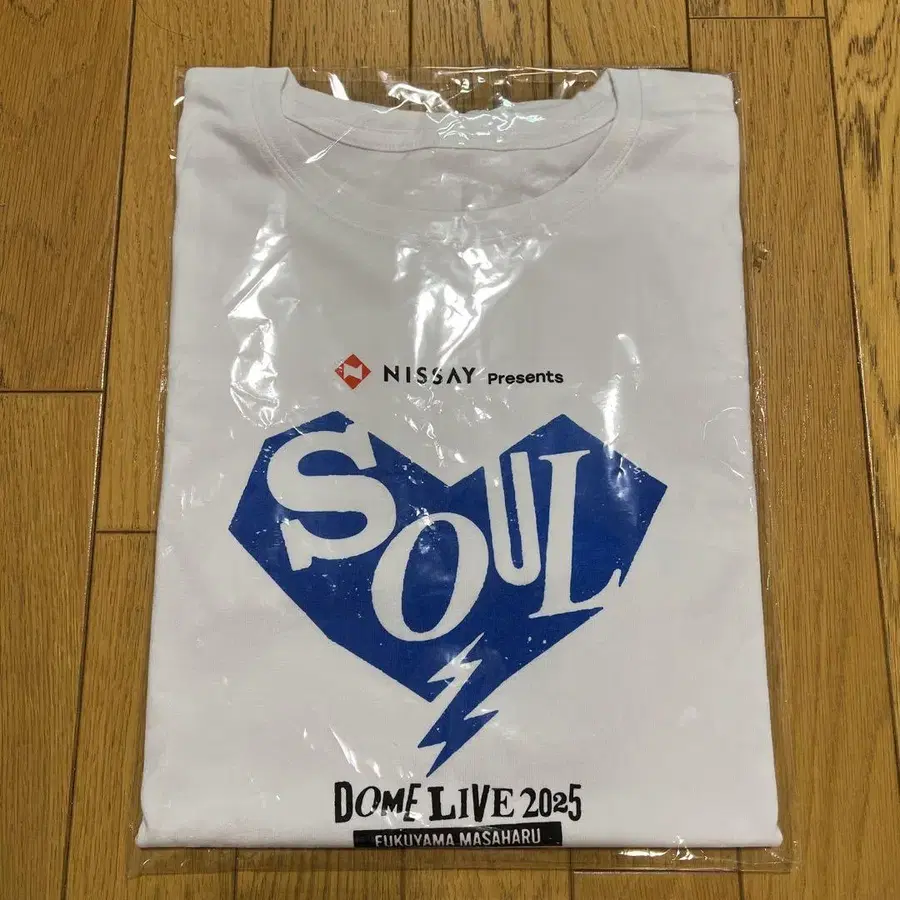 NISSAY Presents
SOUL
DOME LIVE 2025
FUKUYAMA MASAHARU